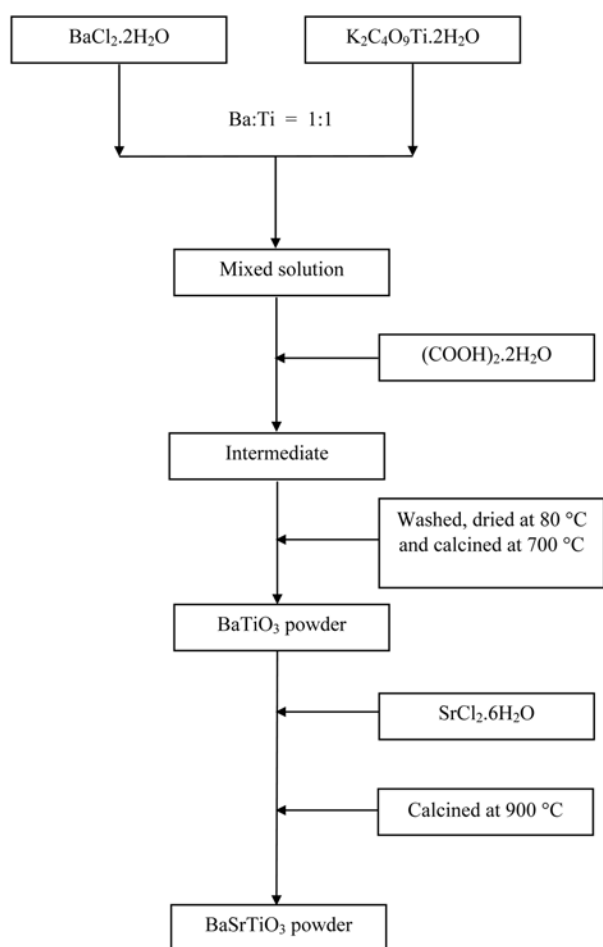 BaCl₂.2H₂O
K₂C₄O₉Ti.2H₂O
Ba:Ti = 1:1
Mixed solution
(COOH)₂.2H₂O
Intermediate
Washed, dried at 80 °C
and calcined at 700 °C
BaTiO₃ powder
SrCl₂.6H₂O
Calcined at 900 °C
BaSrTiO₃ powder